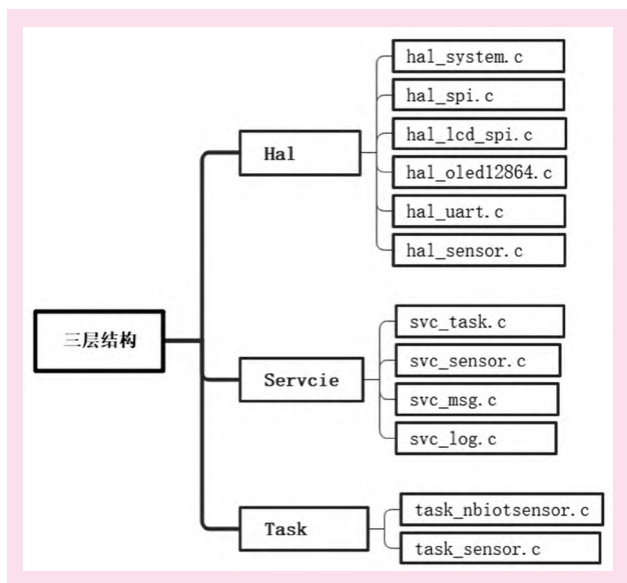 三层结构
Hal
hal_system.c
hal_spi.c
hal_lcd_spi.c
hal_oled12864.c
hal_uart.c
hal_sensor.c
Servcie
svc_task.c
svc_sensor.c
svc_msg.c
svc_log.c
Task
task_nbiotsensor.c
task_sensor.c